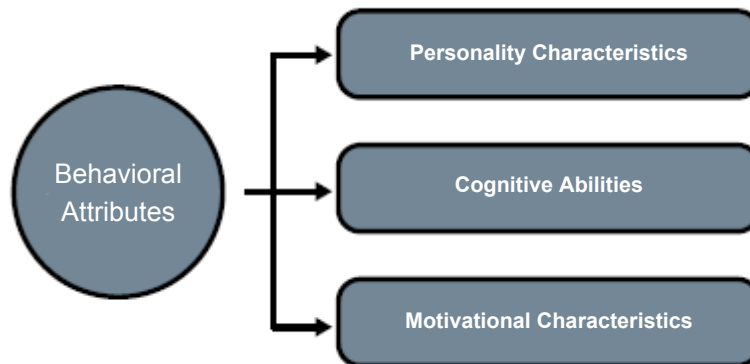 Behavioral
Attributes
Personality Characteristics
Cognitive Abilities
Motivational Characteristics